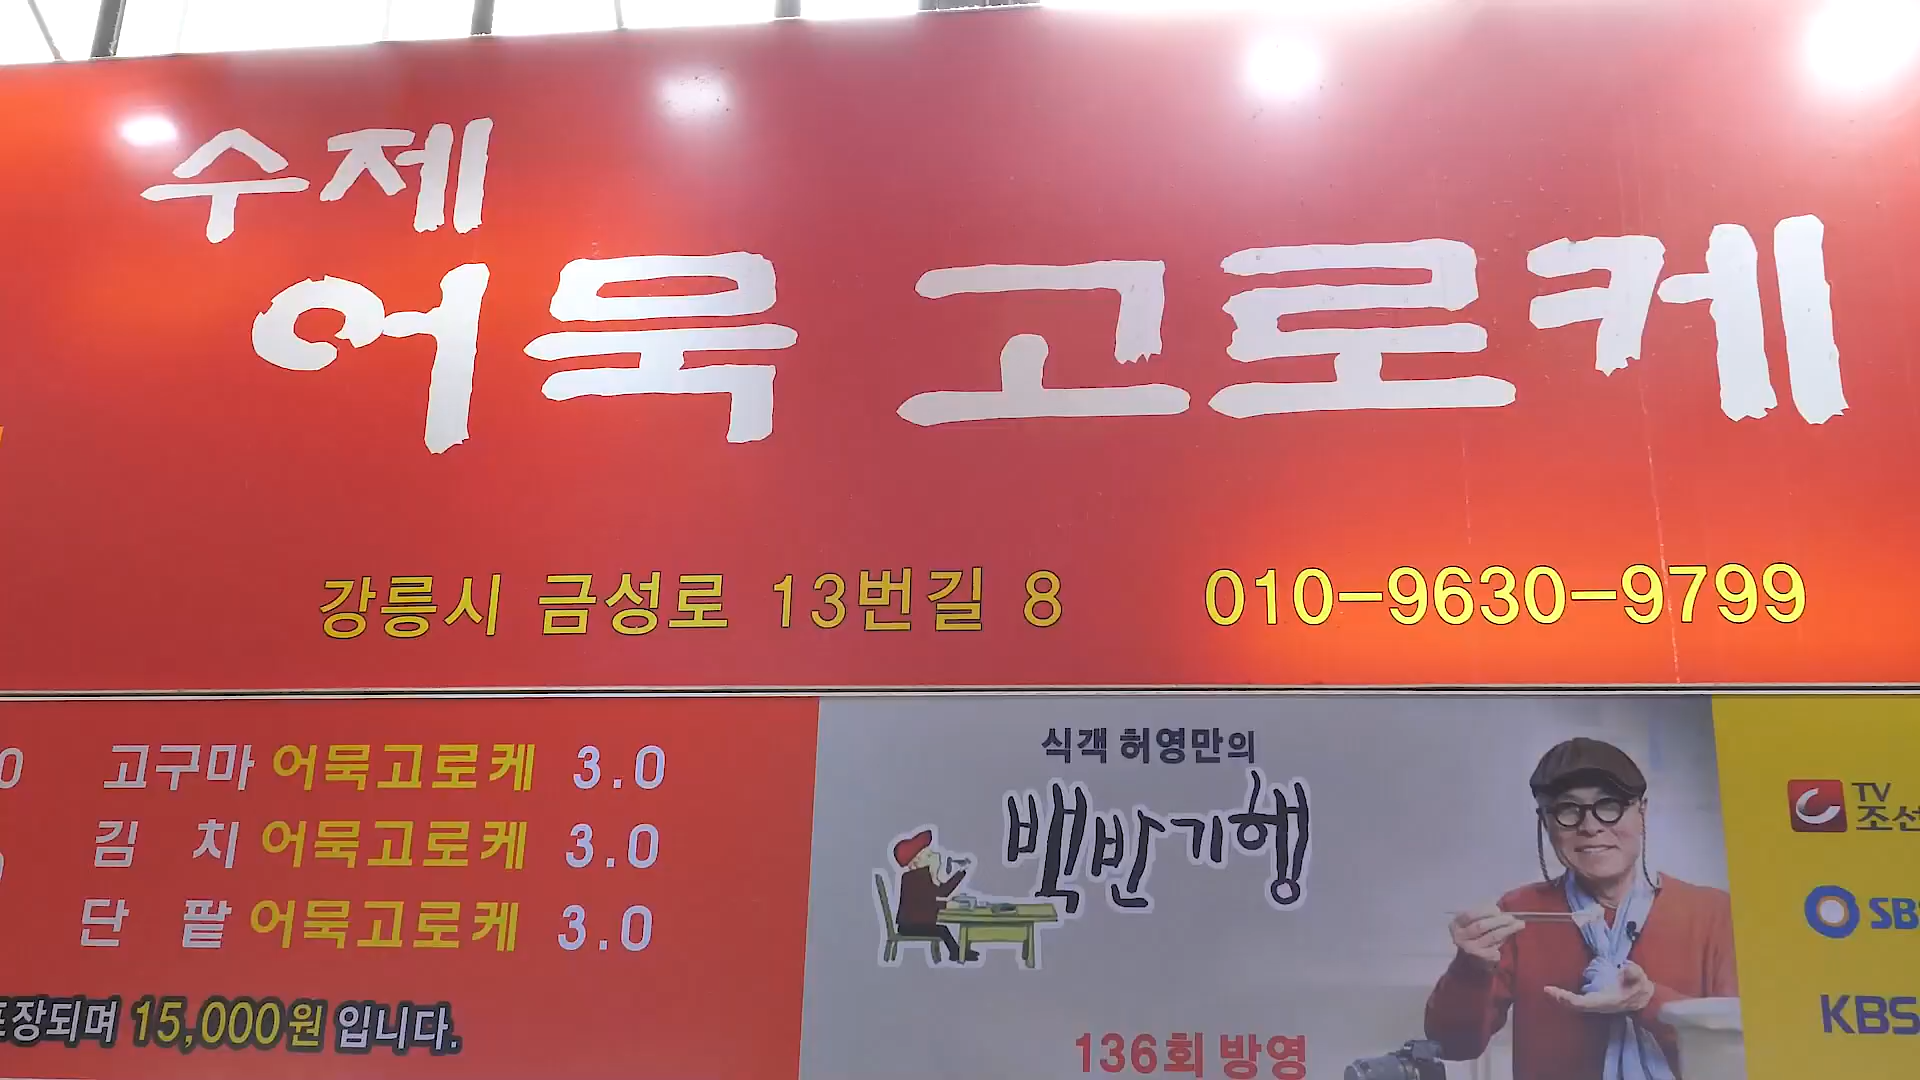 수제
어묵 고로케
강릉시 금성로 13번길 8 010-9630-9799
고구마 어묵고로케 3.0
김 치 어묵고로케 3.0
단 팥 어묵고로케 3.0
15,000원 입니다.
식객 허영만의
백반기행
136회 방영
TV
KBS